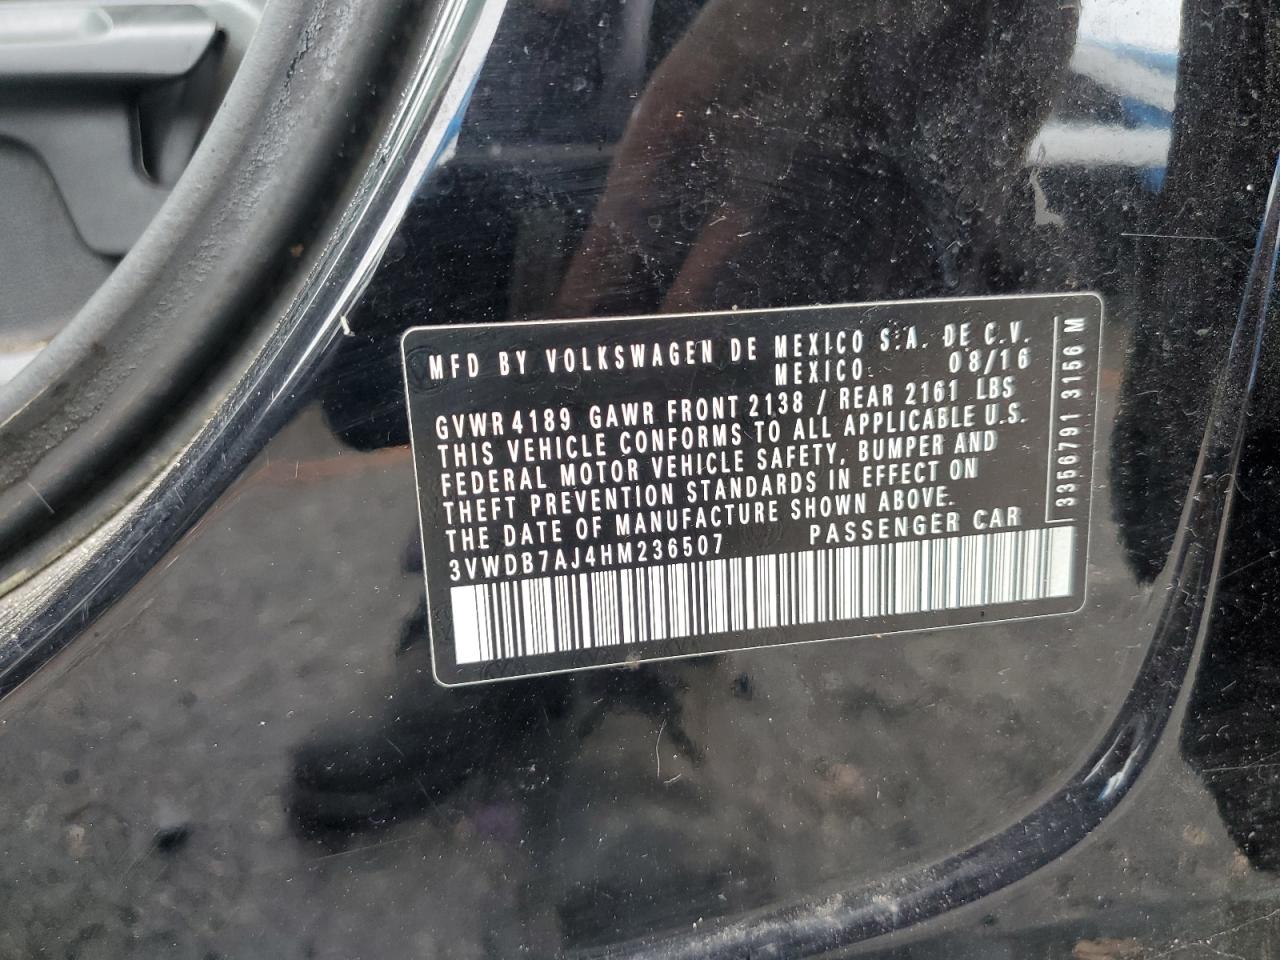 MFD BY VOLKSWAGEN DE MEXICO S.A. DE C.V.
MEXICO 08/16
GVWR 4189 GAWR FRONT 2138 / REAR 2161 LBS
THIS VEHICLE CONFORMS TO ALL APPLICABLE U.S.
FEDERAL MOTOR VEHICLE SAFETY, BUMPER AND
THEFT PREVENTION STANDARDS IN EFFECT ON
THE DATE OF MANUFACTURE SHOWN ABOVE.
3VWDB7AJ4HM236507 PASSENGER CAR
3356791 3156 M